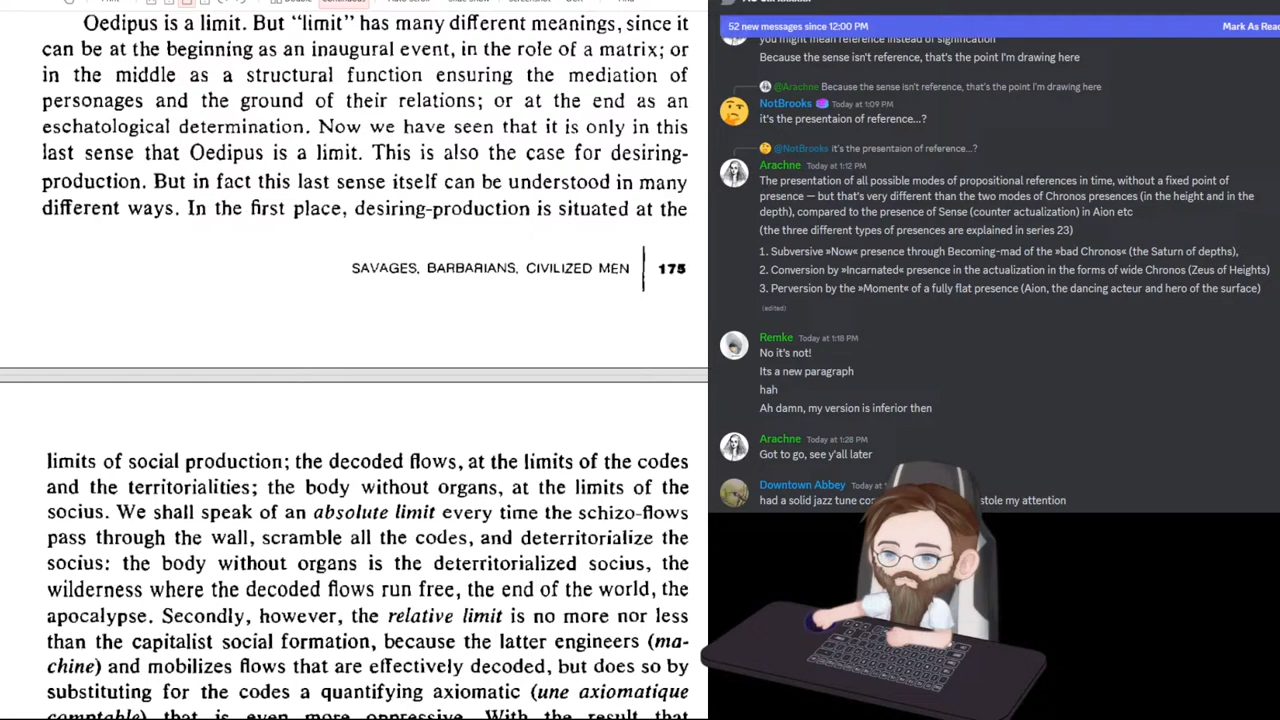 Oedipus is a limit. But “limit” has many different meanings, since it
can be at the beginning as an inaugural event, in the role of a matrix; or
in the middle as a structural function ensuring the mediation of
personages and the ground of their relations; or at the end as an
eschatological determination. Now we have seen that it is only in this
last sense that Oedipus is a limit. This is also the case for desiring-
production. But in fact this last sense itself can be understood in many
different ways. In the first place, desiring-production is situated at the
SAVAGES, BARBARIANS, CIVILIZED MEN 175
limits of social production; the decoded flows, at the limits of the codes
and the territorialities; the body without organs, at the limits of the
socius. We shall speak of an absolute limit every time the schizo-flows
pass through the wall, scramble all the codes, and deterritorialize the
socius: the body without organs is the deterritorialized socius, the
wilderness where the decoded flows run free, the end of the world, the
apocalypse. Secondly, however, the relative limit is no more nor less
than the capitalist social formation, because the latter engineers (ma-
chine) and mobilizes flows that are effectively decoded, but does so by
substituting for the codes a quantifying axiomatic (une axiomatique
comptable) that is even more oppressive. With the result that
52 new messages since 12:00 PM Mark As Read
you might mean reference instead of signification
Because the sense isn't reference, that's the point I'm drawing here
@Arachne Because the sense isn't reference, that's the point I'm drawing here
NotBrooks Today at 1:09 PM
it's the presentaion of reference...?
@NotBrooks it's the presentaion of reference...?
Arachne Today at 1:12 PM
The presentation of all possible modes of propositional references in time, without a fixed point of
presence — but that's very different than the two modes of Chronos presences (in the height and in the
depth), compared to the presence of Sense (counter actualization) in Aion etc
(the three different types of presences are explained in series 23)
1. Subversive »Now« presence through Becoming-mad of the »bad Chronos« (the Saturn of depths),
2. Conversion by »Incarnated« presence in the actualization in the forms of wide Chronos (Zeus of Heights)
3. Perversion by the »Moment« of a fully flat presence (Aion, the dancing acteur and hero of the surface)
(edited)
Remke Today at 1:18 PM
No it's not!
Its a new paragraph
hah
Ah damn, my version is inferior then
Arachne Today at 1:28 PM
Got to go, see y'all later
Downtown Abbey Today at
had a solid jazz tune stole my attention